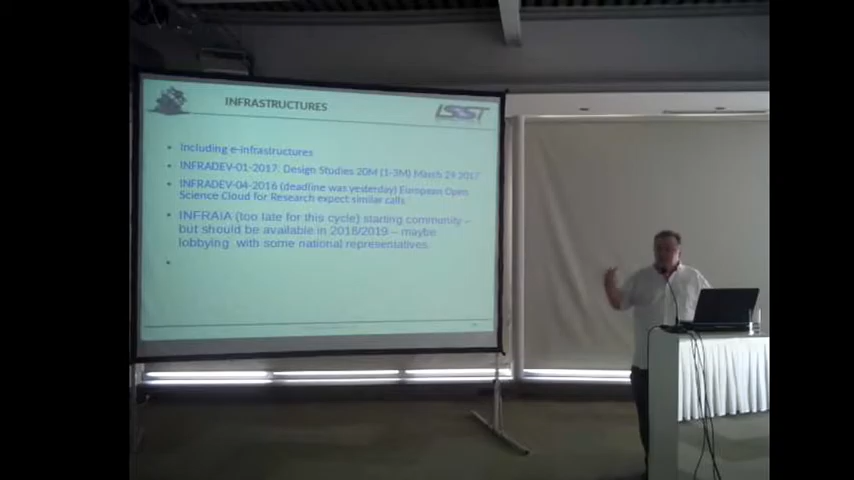 INFRASTRUCTURES
LSST
• Including e-infrastructures
• INFRADEV-01-2017 Design Studies 20M (1-3M) March 29 2017
• INFRADEV-04-2016 (deadline was yesterday) European Open
Science Cloud for Research expect similar calls
• INFRAIA (too late for this cycle) starting community –
but should be available in 2018/2019 – maybe
lobbying with some national representatives.
•